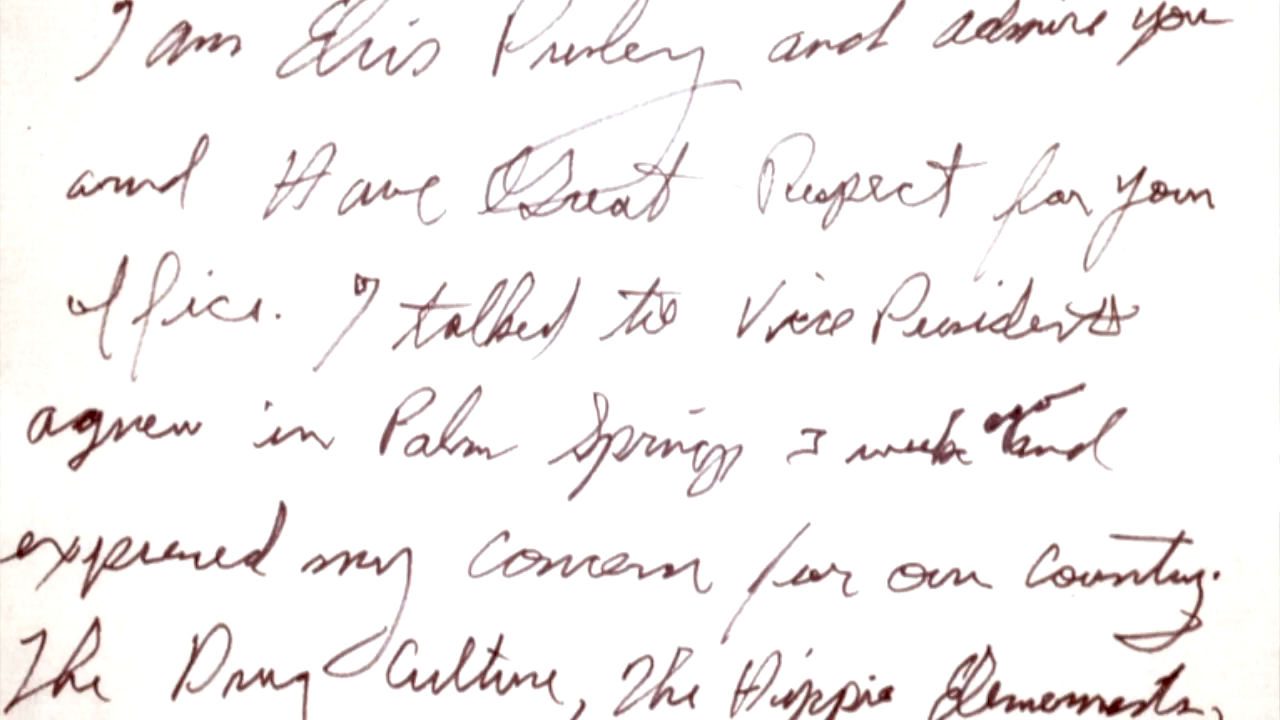 I am Elvis Presley and admire you
and Have Great Respect for your
office. I talked to Vice President
agnew in Palm Springs 3 weeks and
expressed my concern for our country.
The Drug Culture, The Hippie Elements,